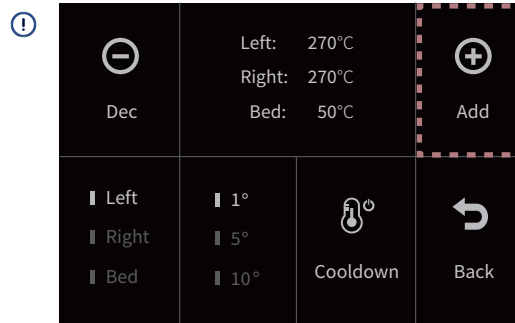 Dec
Left: 270°C
Right: 270°C
Bed: 50°C
Add
Left
Right
Bed
1°
5°
10°
Cooldown
Back